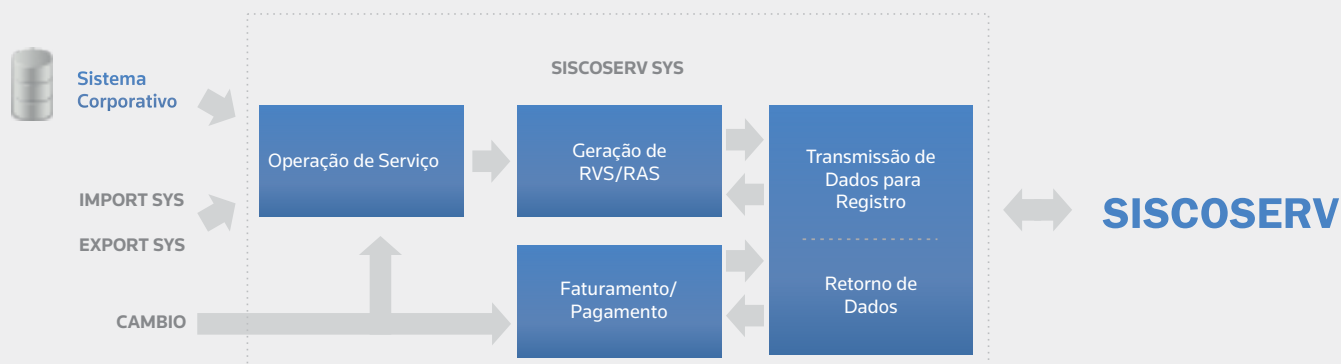 SISCOSERV SYS
Sistema
Corporativo
IMPORT SYS
EXPORT SYS
CAMBIO
Operação de Serviço
Geração de
RVS/RAS
Faturamento/
Pagamento
Transmissão de
Dados para
Registro
Retorno de
Dados
SISCOSERV